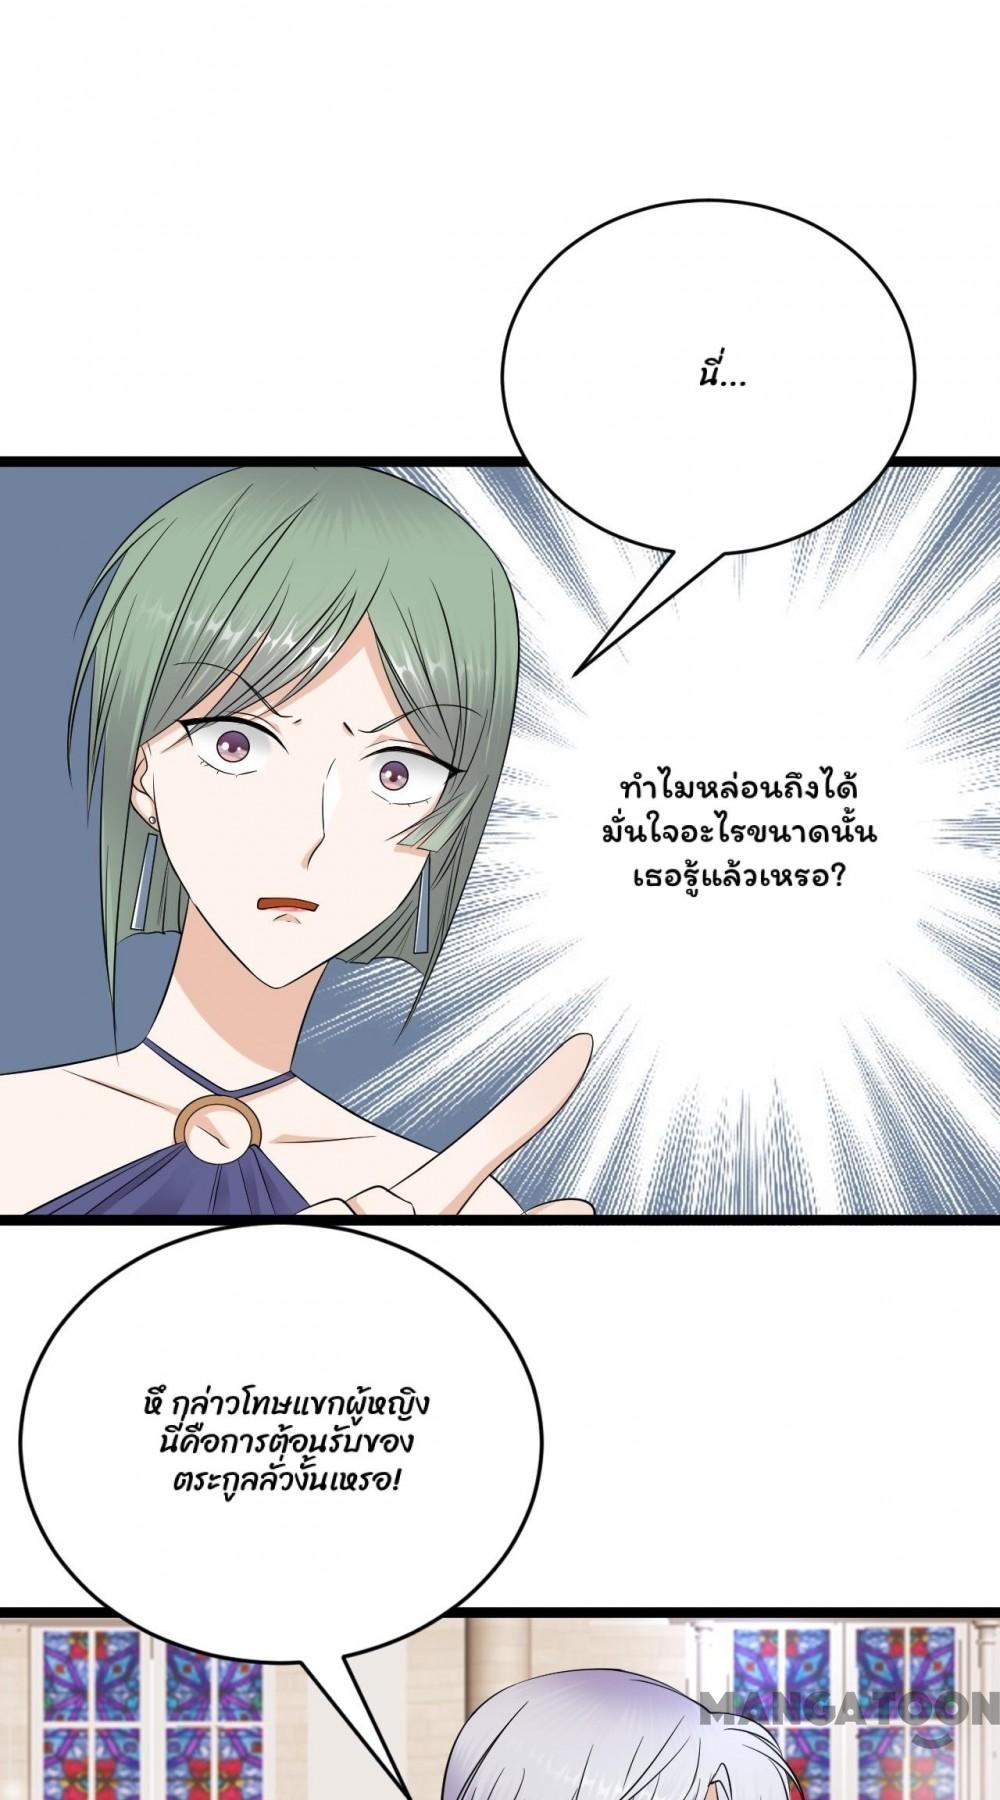 นี่...
ทำไมหล่อนถึงได้
มั่นใจอะไรขนาดนั้น
เธอรู้แล้วเหรอ?
หึ กล่าวโทษแขกผู้หญิง
นี่คือการต้อนรับของ
ตระกูลลั่วงั้นเหรอ!
MANGATOON